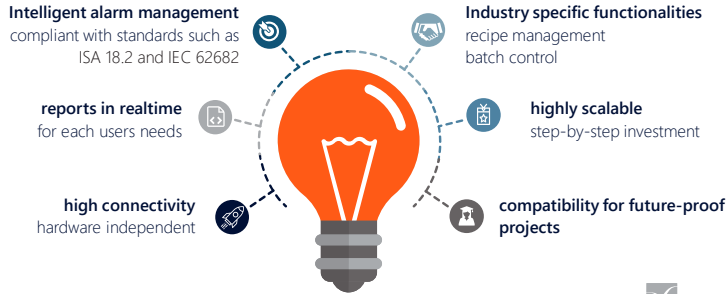 Intelligent alarm management
compliant with standards such as
ISA 18.2 and IEC 62682
reports in realtime
for each users needs
high connectivity
hardware independent
Industry specific functionalities
recipe management
batch control
highly scalable
step-by-step investment
compatibility for future-proof
projects